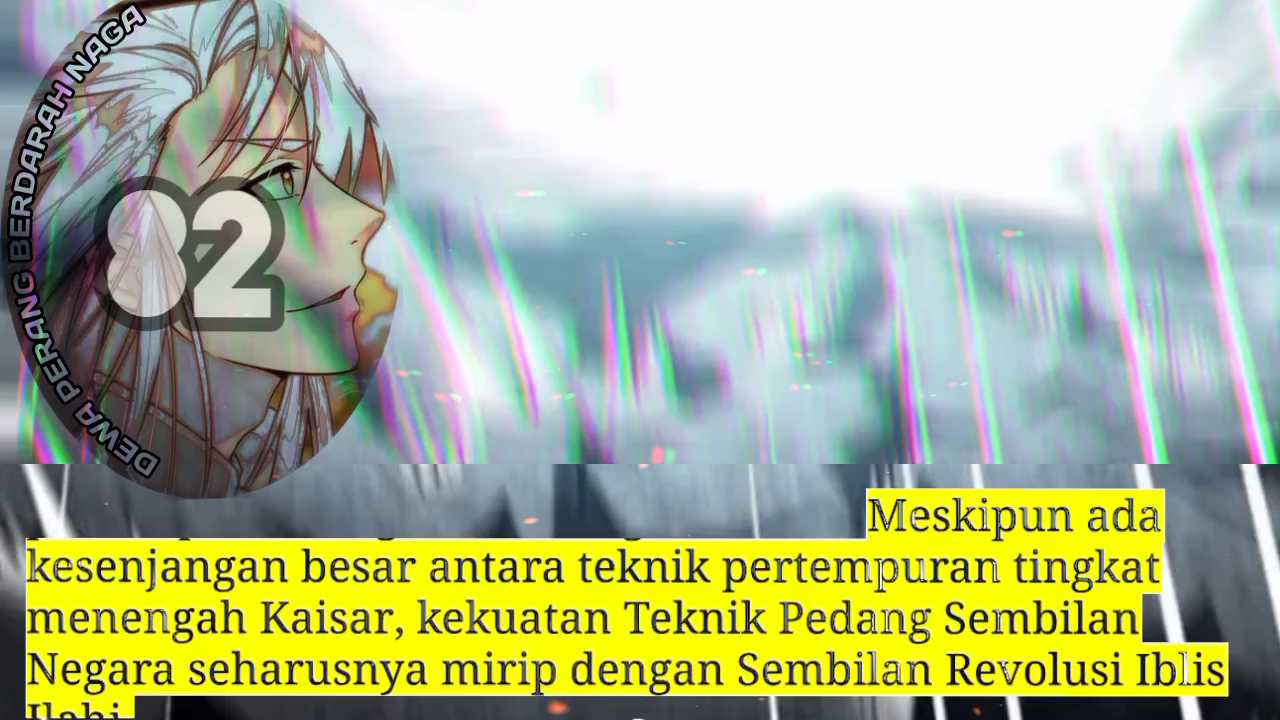 DEWA PERANG BERDARAH NAGA
82
Meskipun ada
kesenjangan besar antara teknik pertempuran tingkat
menengah Kaisar, kekuatan Teknik Pedang Sembilan
Negara seharusnya mirip dengan Sembilan Revolusi Iblis
Ilahi.